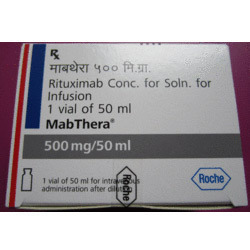 Rx
माबथेरा ५०० मि.ग्रा.
Rituximab Conc. for Soln. for
Infusion
1 vial of 50 ml
MabThera®
500 mg/50 ml
1 vial of 50 ml for intravenous
administration after dilution
Roche